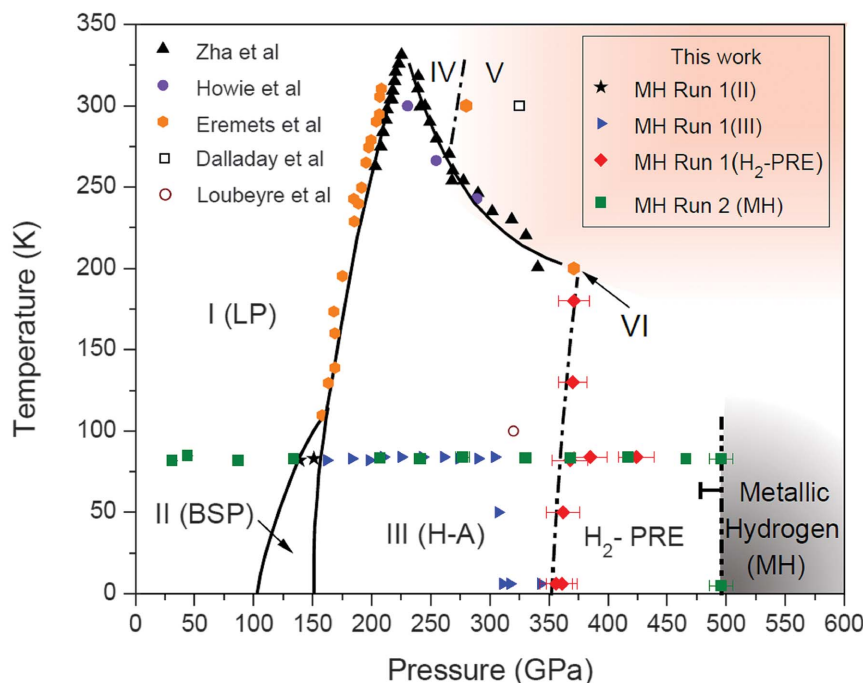 350
300
250
200
150
100
50
0
Temperature (K)
0
50
100
150
200
250
300
350
400
450
500
550
600
Pressure (GPa)
Zha et al
Howie et al
Eremets et al
Dalladay et al
Loubeyre et al
This work
MH Run 1(II)
MH Run 1(III)
MH Run 1(H₂-PRE)
MH Run 2 (MH)
IV
V
VI
I (LP)
II (BSP)
III (H-A)
H₂- PRE
Metallic
Hydrogen
(MH)